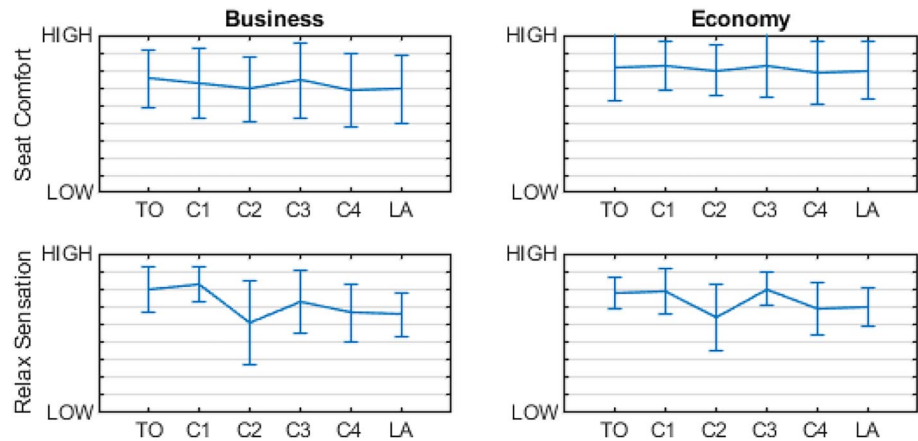 Business
Economy
Seat Comfort
HIGH
LOW
TO C1 C2 C3 C4 LA
HIGH
LOW
TO C1 C2 C3 C4 LA
Relax Sensation
HIGH
LOW
TO C1 C2 C3 C4 LA
HIGH
LOW
TO C1 C2 C3 C4 LA